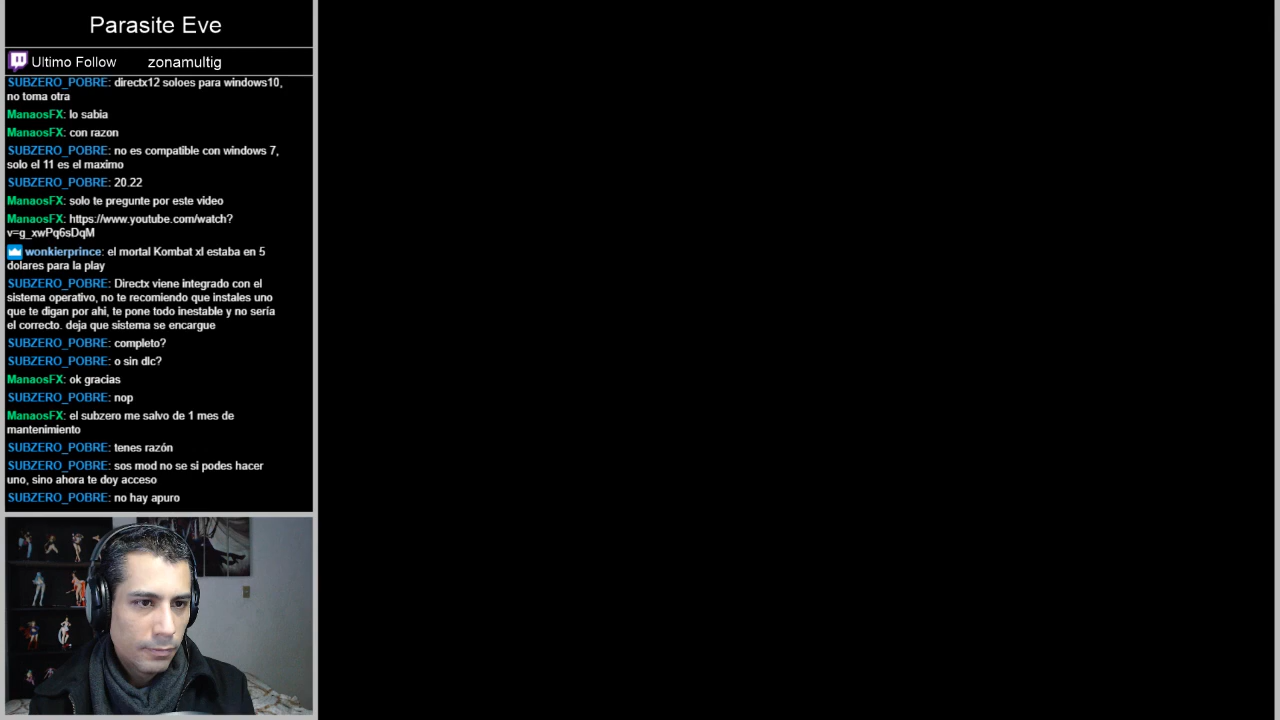 Parasite Eve
Ultimo Follow zonamultig
SUBZERO_POBRE: directx12 soloes para windows10,
no toma otra
ManaosFX: lo sabia
ManaosFX: con razon
SUBZERO_POBRE: no es compatible con windows 7,
solo el 11 es el maximo
SUBZERO_POBRE: 20.22
ManaosFX: solo te pregunte por este video
ManaosFX: https://www.youtube.com/watch?
v=g_xwPq6sDqM
wonkierprince: el mortal Kombat xl estaba en 5
dolares para la play
SUBZERO_POBRE: Directx viene integrado con el
sistema operativo, no te recomiendo que instales uno
que te digan por ahi, te pone todo inestable y no sería
el correcto. deja que sistema se encargue
SUBZERO_POBRE: completo?
SUBZERO_POBRE: o sin dlc?
ManaosFX: ok gracias
SUBZERO_POBRE: nop
ManaosFX: el subzero me salvo de 1 mes de
mantenimiento
SUBZERO_POBRE: tenes razón
SUBZERO_POBRE: sos mod no se si podes hacer
uno, sino ahora te doy acceso
SUBZERO_POBRE: no hay apuro